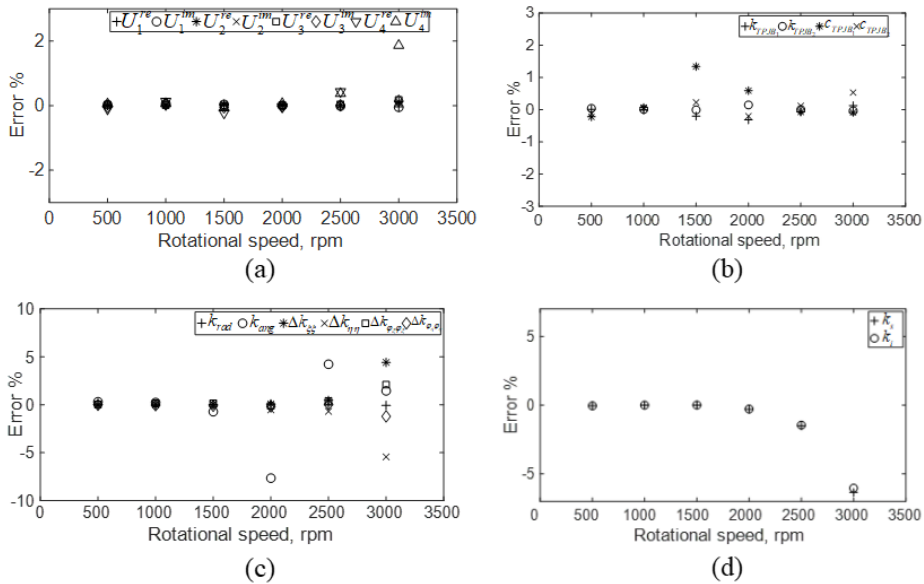 +U₁ʳᵉ○U₁ⁱᵐ✱U₂ʳᵉ×U₂ⁱᵐ□U₃ʳᵉ◇U₃ⁱᵐ▽U₄ʳᵉ△U₄ⁱᵐ
2
0
-2
Error %
500 1000 1500 2000 2500 3000 3500
Rotational speed, rpm
(a)
3
2
1
0
-1
-2
-3
Error %
0 500 1000 1500 2000 2500 3000 3500
Rotational speed, rpm
(b)
10
5
0
-5
-10
Error %
0 500 1000 1500 2000 2500 3000 3500
Rotational speed, rpm
(c)
5
0
-5
Error %
0 500 1000 1500 2000 2500 3000 3500
Rotational speed, rpm
(d)